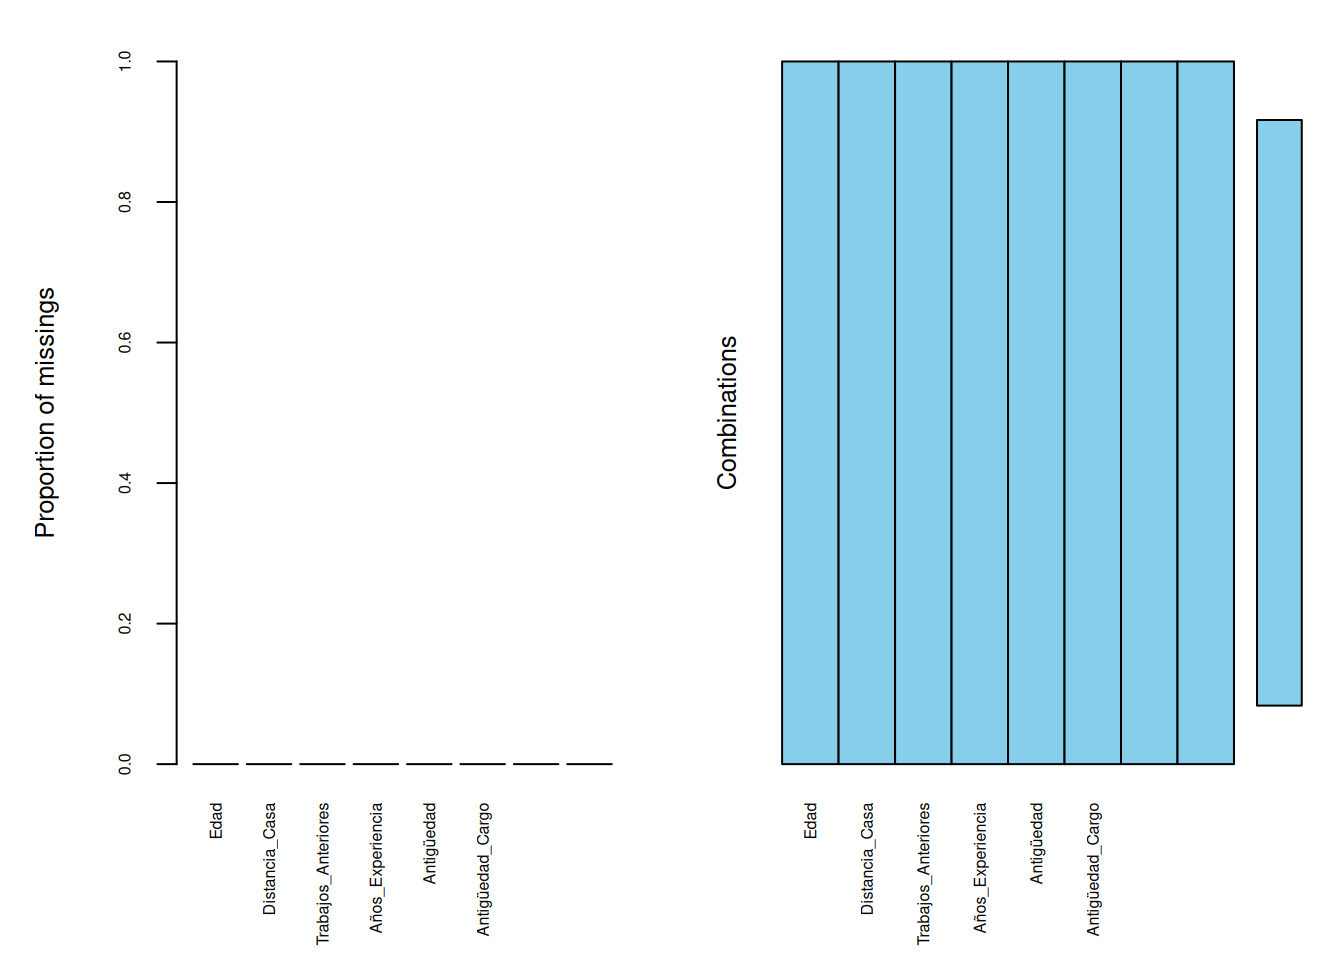 Proportion of missings
1.0
0.8
0.6
0.4
0.2
0.0
Edad
Distancia_Casa
Trabajos_Anteriores
Años_Experiencia
Antigüedad
Antigüedad_Cargo
Combinations
Edad
Distancia_Casa
Trabajos_Anteriores
Años_Experiencia
Antigüedad
Antigüedad_Cargo